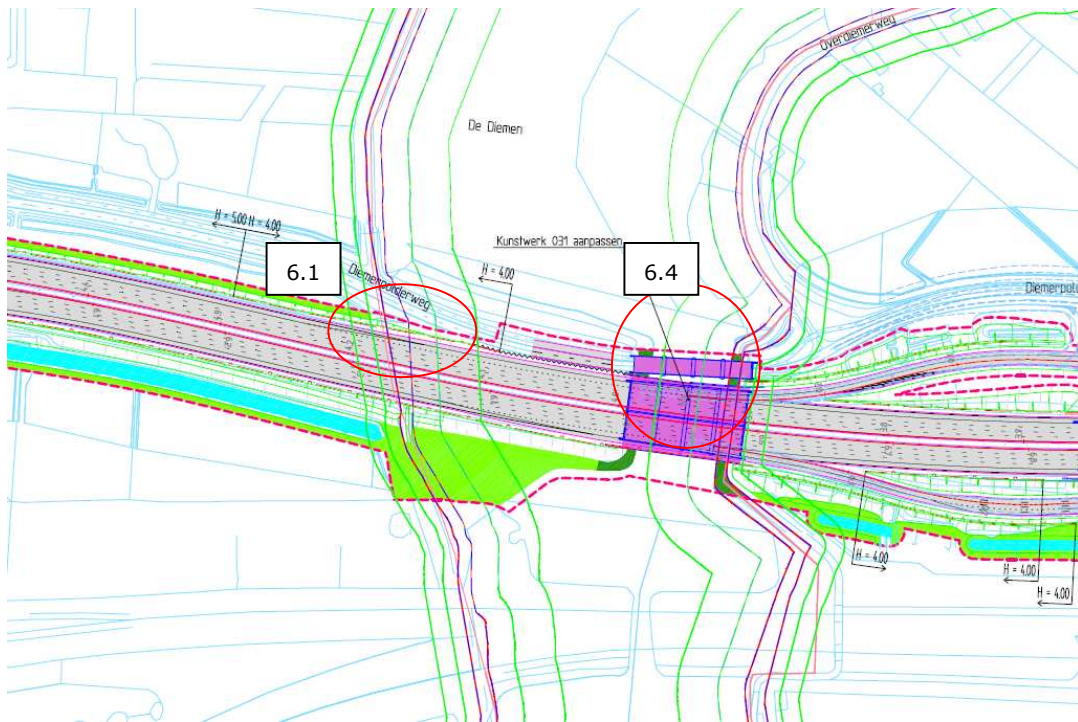 Overdiemerweg
De Diemen
H = 5.00 H = 4.00
Kunstwerk 031 aanpassen
6.1
6.4
Diemerpolderweg
H = 4.00
H = 4.00
H = 4.00
H = 4.00